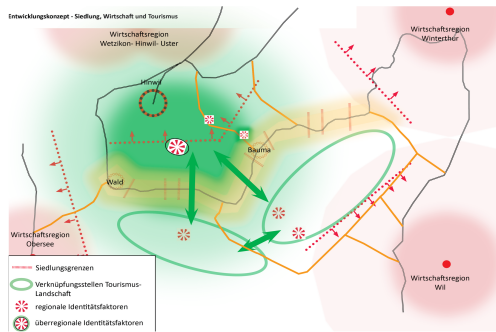 Entwicklungskonzept - Siedlung, Wirtschaft und Tourismus
Wirtschaftsregion
Winterthur
Wirtschaftsregion
Wetzikon- Hinwil- Uster
Hinwil
Bauma
Wald
Wirtschaftsregion
Obersee
Wirtschaftsregion
Wil
Siedlungsgrenzen
Verknüpfungsstellen Tourismus-
Landschaft
regionale Identitätsfaktoren
überregionale Identitätsfaktoren